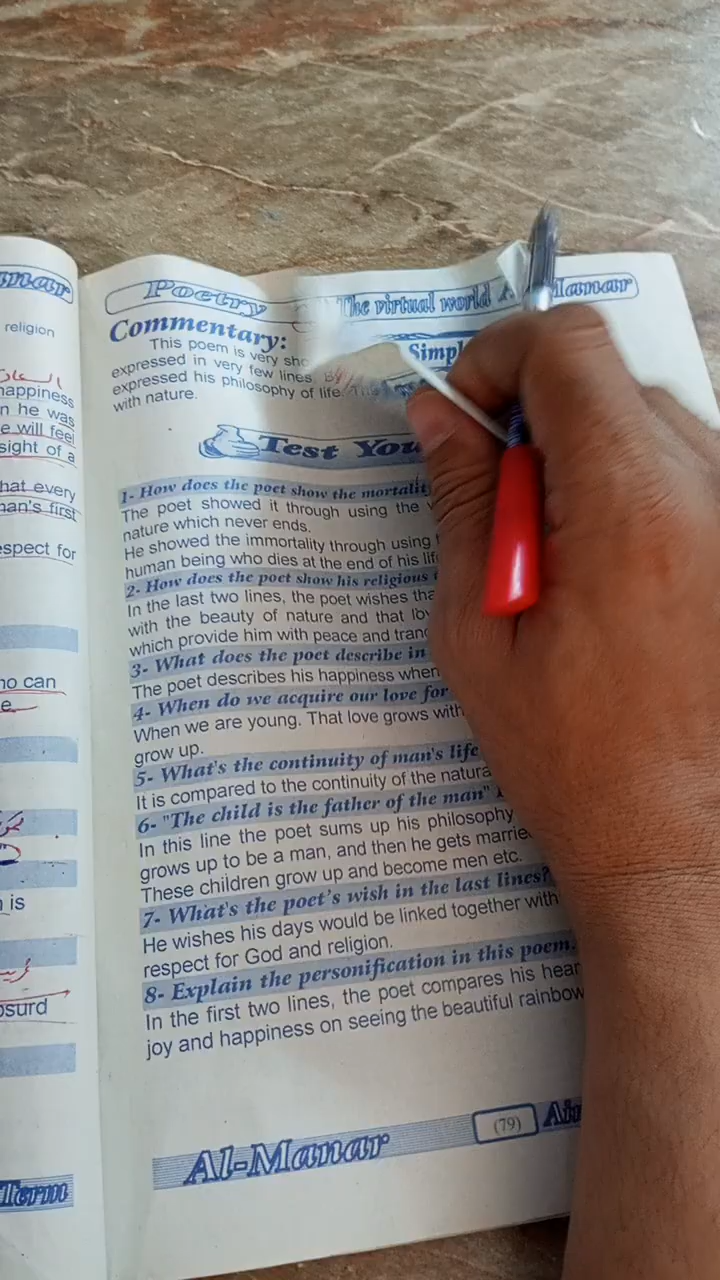 anar
religion
السعادة
happiness
n he was
e will feel
sight of a
hat every
nan's first
espect for
ho can
e
is
osurd
Term
Poetry
The virtual world
Manar
Commentary:
Simpl
This poem is very sho
expressed in very few lines. By
expressed his philosophy of life. Th
with nature.
Test You
1- How does the poet show the mortalit
The poet showed it through using the
nature which never ends.
He showed the immortality through using
human being who dies at the end of his lif
2- How does the poet show his religious
In the last two lines, the poet wishes tha
with the beauty of nature and that lov
which provide him with peace and tranq
3- What does the poet describe in
The poet describes his happiness when
4- When do we acquire our love for
When we are young. That love grows with
grow up.
5- What's the continuity of man's life
It is compared to the continuity of the natura
6- "The child is the father of the man"
In this line the poet sums up his philosophy
grows up to be a man, and then he gets marrie
These children grow up and become men etc.
7- What's the poet's wish in the last lines?
He wishes his days would be linked together with
respect for God and religion.
8- Explain the personification in this poem.
In the first two lines, the poet compares his hear
joy and happiness on seeing the beautiful rainbow
Al-Manar
(79)
Aim